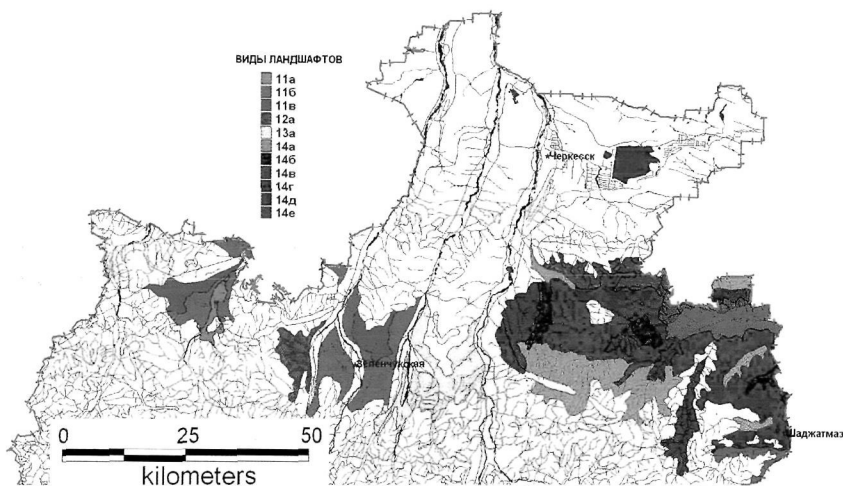 ВИДЫ ЛАНДШАФТОВ
11а
11б
11в
12а
13а
14а
14б
14в
14г
14д
14е
Черкесск
Зеленчукская
Шаджатмаз
0 25 50
kilometers